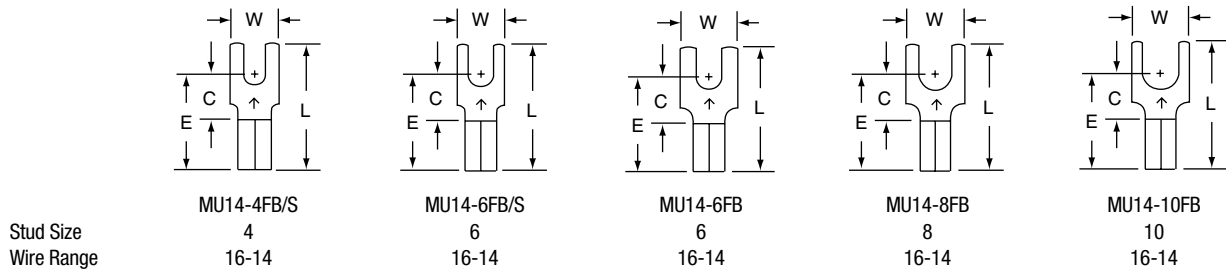 W W W W W
C C C C C
E E E E E
L L L L L
MU14-4FB/S MU14-6FB/S MU14-6FB MU14-8FB MU14-10FB
Stud Size 4 6 6 8 10
Wire Range 16-14 16-14 16-14 16-14 16-14